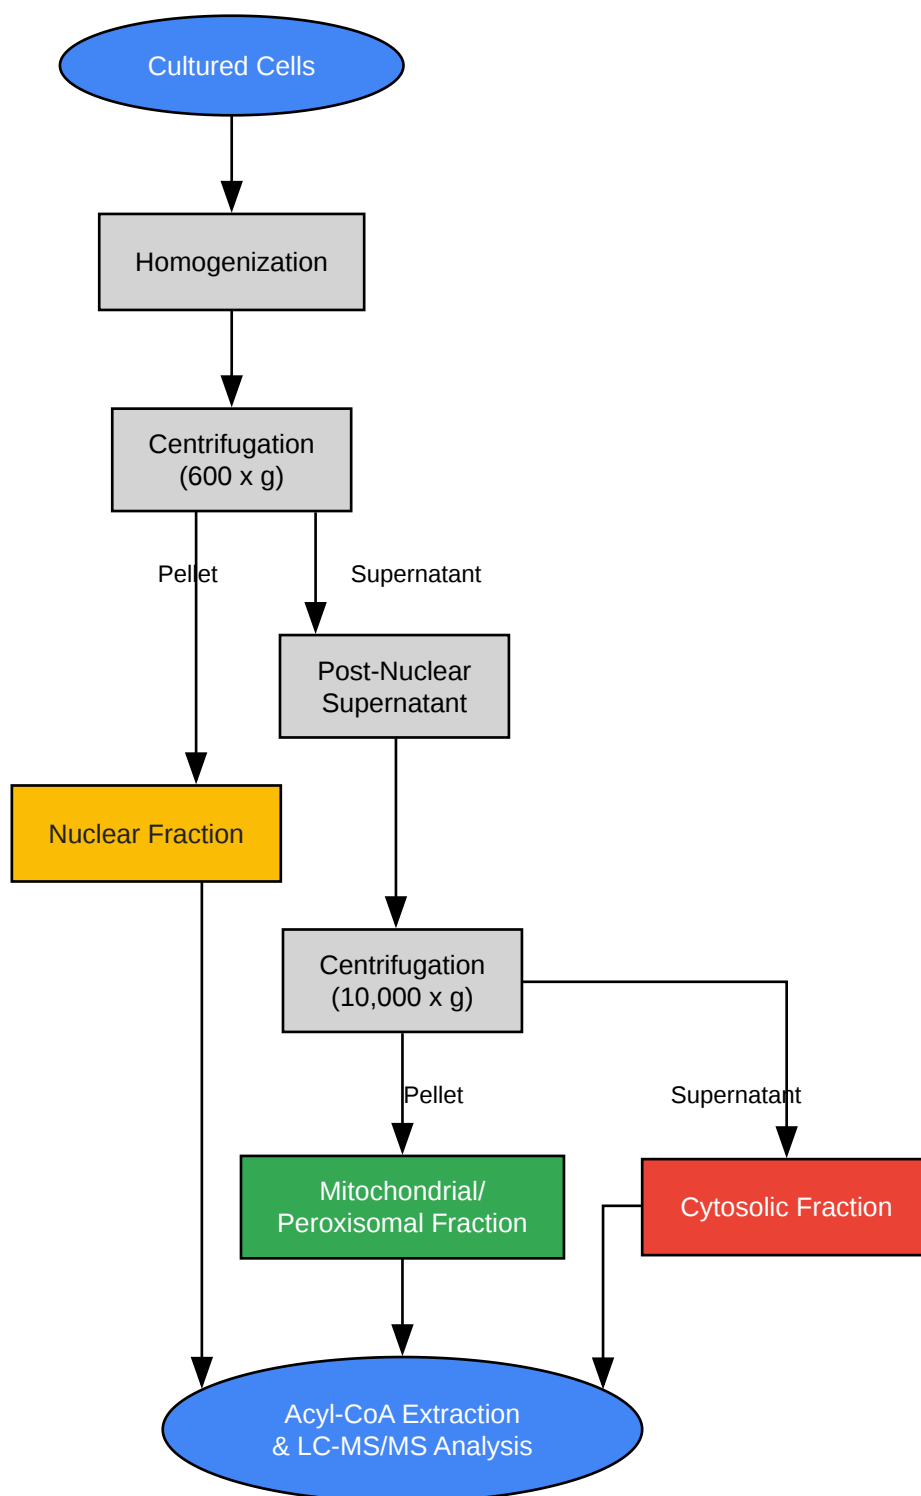 Cultured Cells
Homogenization
Centrifugation
(600 x g)
Pellet
Supernatant
Post-Nuclear
Supernatant
Nuclear Fraction
Centrifugation
(10,000 x g)
Pellet
Supernatant
Mitochondrial/
Peroxisomal Fraction
Cytosolic Fraction
Acyl-CoA Extraction
& LC-MS/MS Analysis